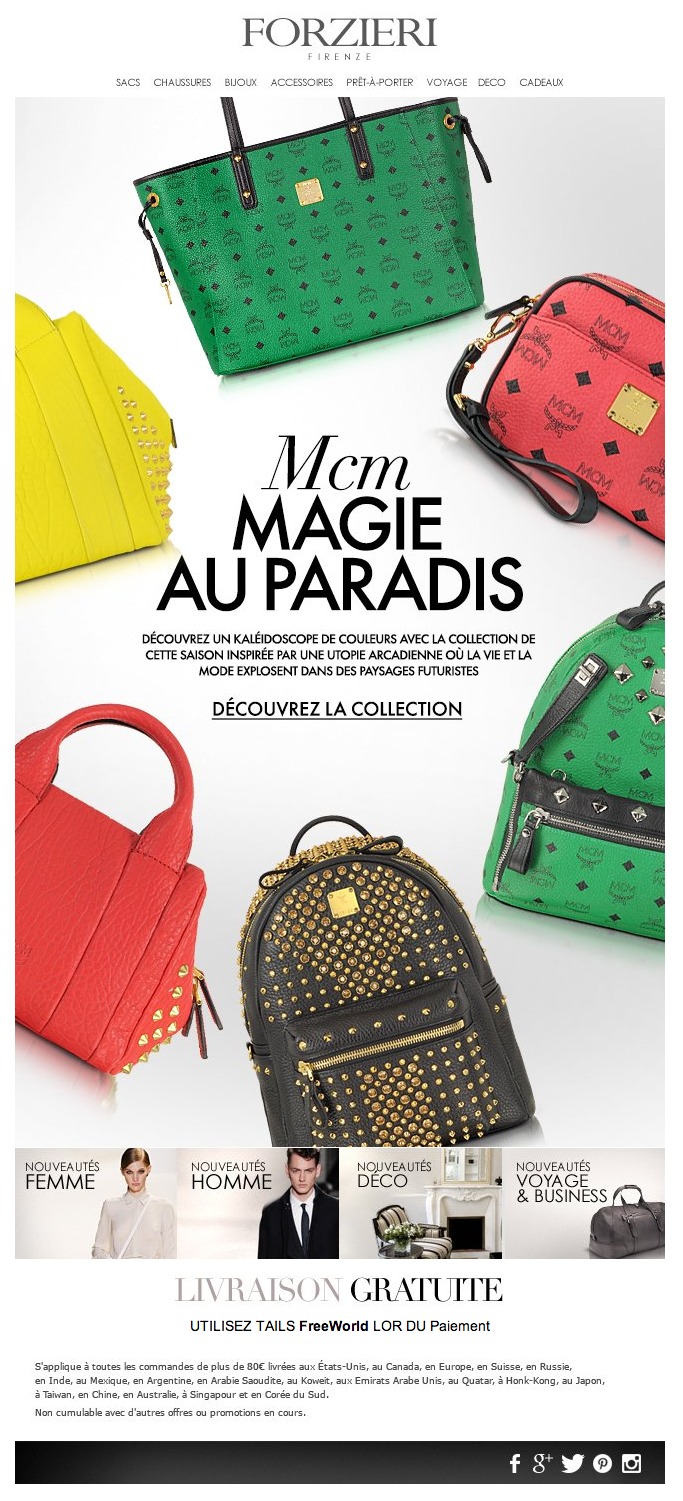 FORZIERI
FIRENZE
SACS CHAUSSURES BIJOUX ACCESSOIRES PRÊT-À-PORTER VOYAGE DECO CADEAUX
Mcm
MAGIE
AU PARADIS
DÉCOUVREZ UN KALÉIDOSCOPE DE COULEURS AVEC LA COLLECTION DE
CETTE SAISON INSPIRÉE PAR UNE UTOPIE ARCADIENNE OÙ LA VIE ET LA
MODE EXPLOSENT DANS DES PAYSAGES FUTURISTES
DÉCOUVREZ LA COLLECTION
NOUVEAUTÉS
FEMME
NOUVEAUTÉS
HOMME
NOUVEAUTÉS
DÉCO
NOUVEAUTÉS
VOYAGE
& BUSINESS
LIVRAISON GRATUITE
UTILISEZ TAILS FreeWorld LOR DU Paiement
S'applique à toutes les commandes de plus de 80€ livrées aux États-Unis, au Canada, en Europe, en Suisse, en Russie,
en Inde, au Mexique, en Argentine, en Arabie Saoudite, au Koweit, aux Emirats Arabe Unis, au Quatar, à Honk-Kong, au Japon,
à Taiwan, en Chine, en Australie, à Singapour et en Corée du Sud.
Non cumulable avec d'autres offres ou promotions en cours.